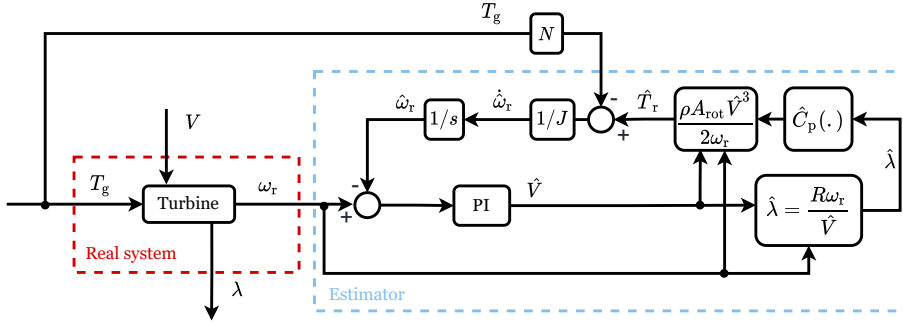 T_g
N
V
ω̂_r
1/s
ω̂̇_r
1/J
-
+
T̂_r
ρA_rot V̂^3 / 2ω_r
Ĉ_p(.)
λ̂
T_g
Turbine
ω_r
-
+
PI
V̂
λ̂ = Rω_r / V̂
Real system
λ
Estimator